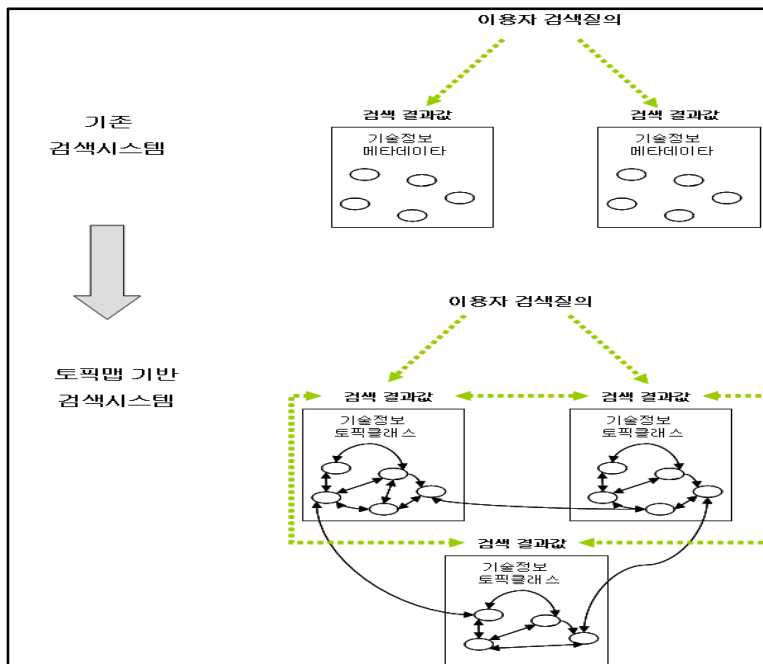 이용자 검색질의
기존
검색시스템
검색 결과값
기술정보
메타데이타
검색 결과값
기술정보
메타데이타
이용자 검색질의
토픽맵 기반
검색시스템
검색 결과값
기술정보
토픽클래스
검색 결과값
기술정보
토픽클래스
검색 결과값
기술정보
토픽클래스